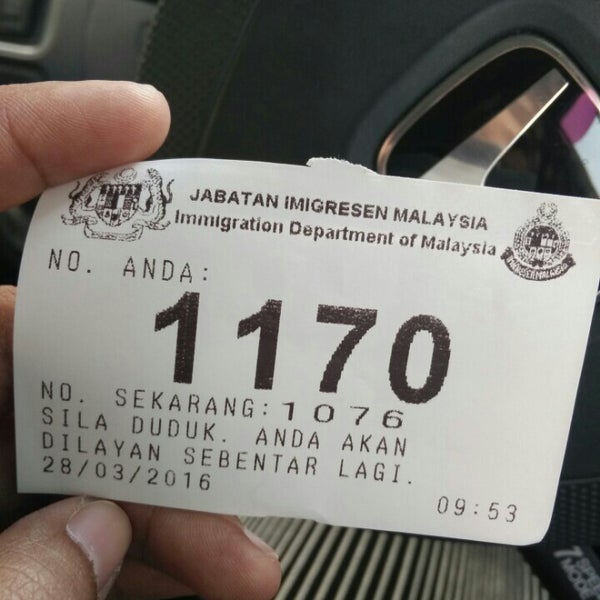 JABATAN IMIGRESEN MALAYSIA
Immigration Department of Malaysia
NO. ANDA:
1170
NO. SEKARANG: 1076
SILA DUDUK. ANDA AKAN
DILAYAN SEBENTAR LAGI.
28/03/2016
09:53